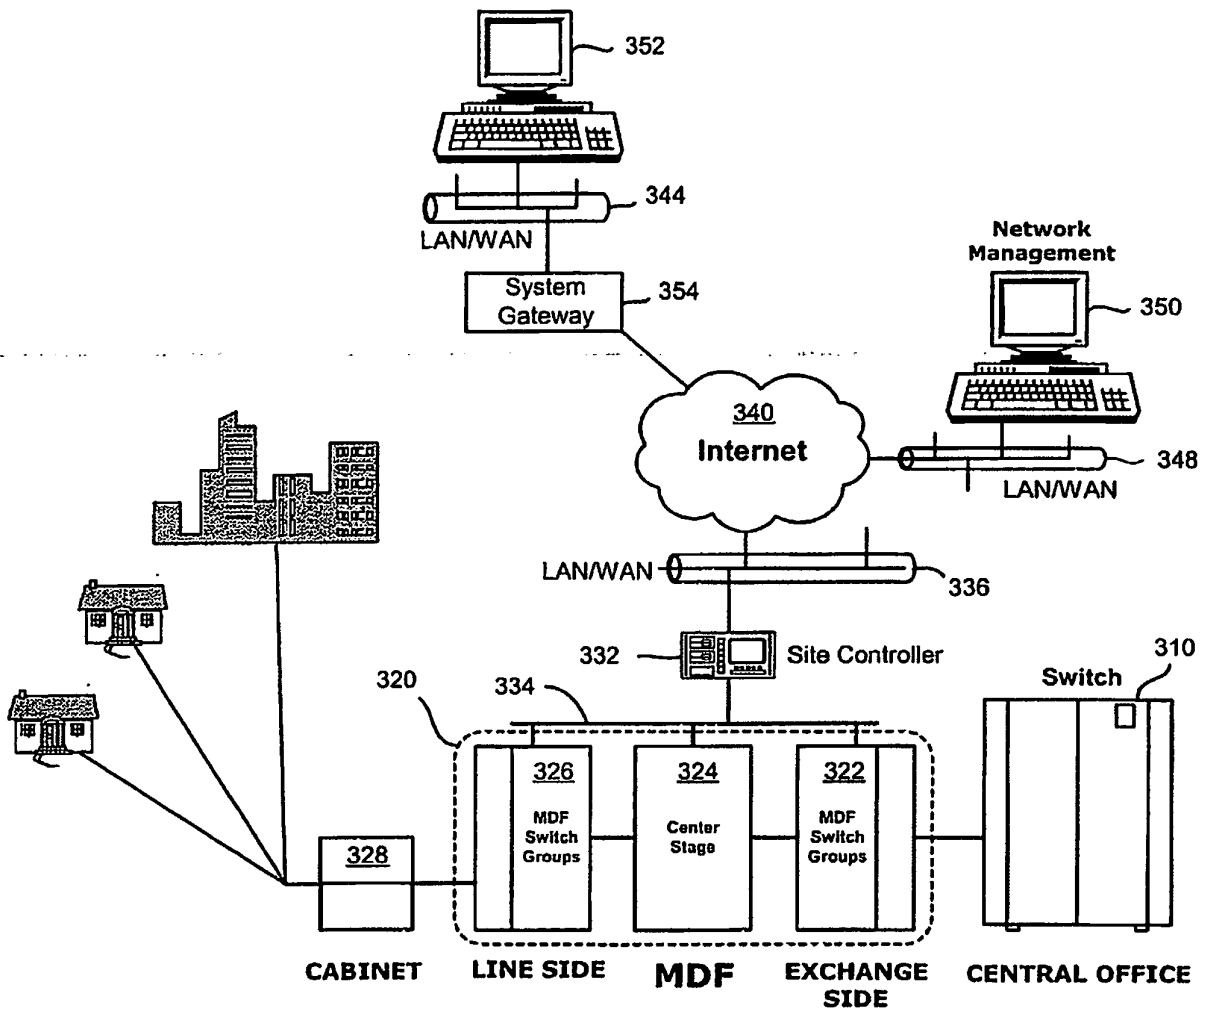 352
344
LAN/WAN
System
Gateway
354
Network
Management
350
340
Internet
348
LAN/WAN
LAN/WAN
336
332
Site Controller
310
Switch
320
334
326
MDF
Switch
Groups
324
Center
Stage
322
MDF
Switch
Groups
328
CABINET
LINE SIDE
MDF
EXCHANGE
SIDE
CENTRAL OFFICE